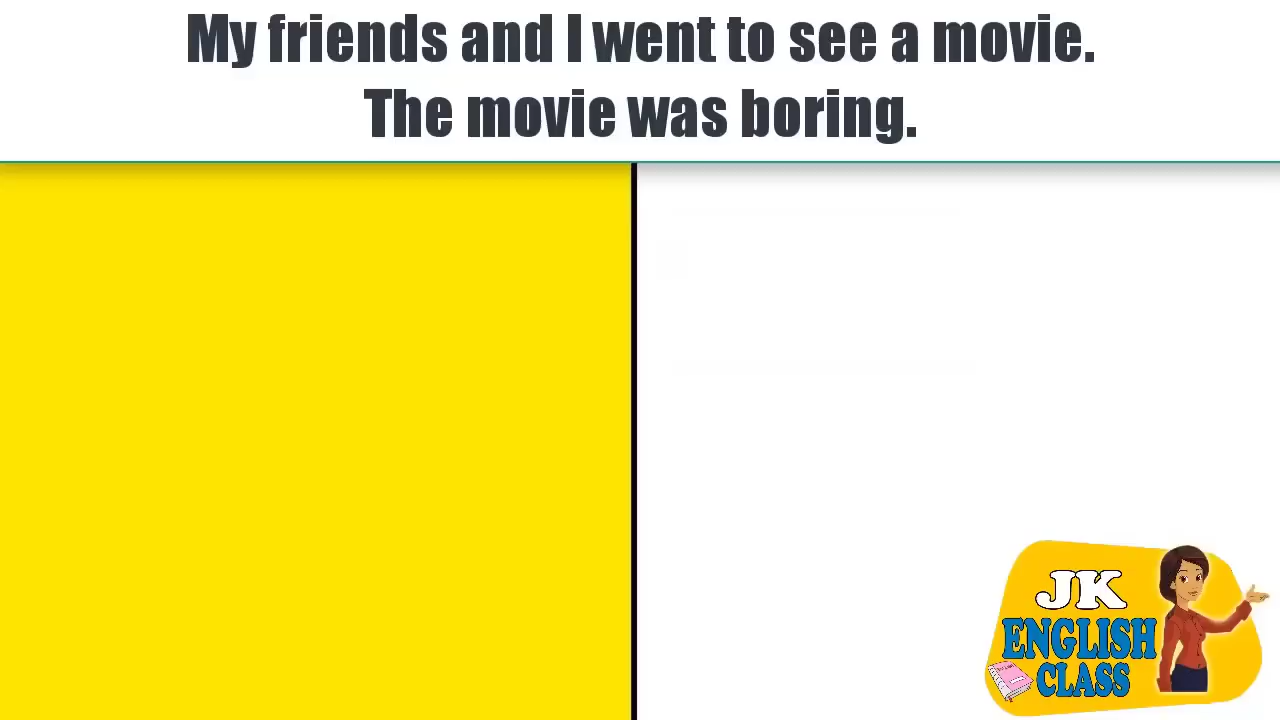 My friends and I went to see a movie.
The movie was boring.
JK
ENGLISH
CLASS